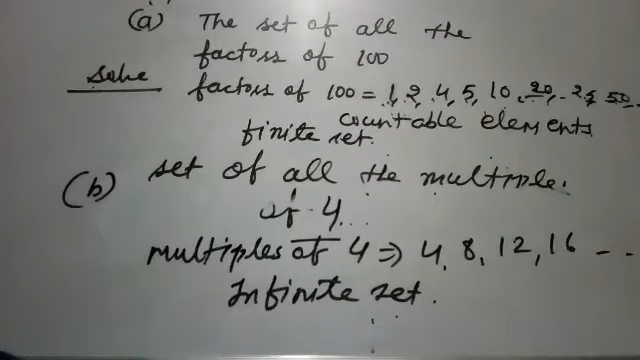 (a) The set of all the
factors of 100
Solve factors of 100 = 1, 2, 4, 5, 10, 20, 25, 50
countable elements
finite set.
(b) set of all the multiple.
of 4...
multiples of 4 ⇒ 4, 8, 12, 16 --
Infinite set.